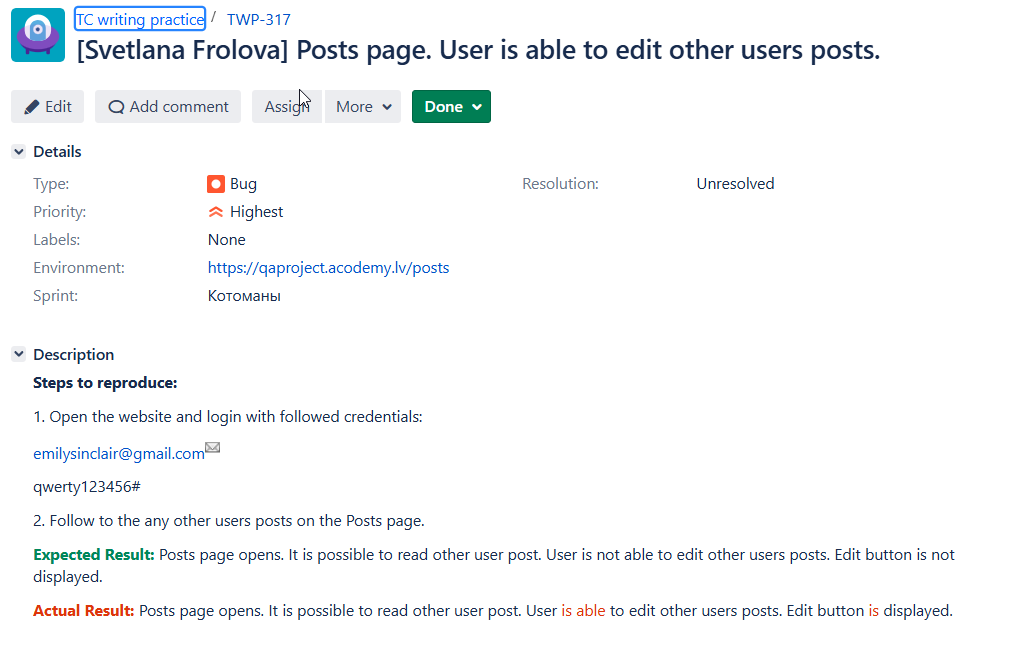 TC writing practice / TWP-317
[Svetlana Frolova] Posts page. User is able to edit other users posts.
Edit Add comment Assign More Done
Details
Type: Bug Resolution: Unresolved
Priority: Highest
Labels: None
Environment: https://qaproject.acodemy.lv/posts
Sprint: Котоманы
Description
Steps to reproduce:
1. Open the website and login with followed credentials:
emilysinclair@gmail.com
qwerty123456#
2. Follow to the any other users posts on the Posts page.
Expected Result: Posts page opens. It is possible to read other user post. User is not able to edit other users posts. Edit button is not
displayed.
Actual Result: Posts page opens. It is possible to read other user post. User is able to edit other users posts. Edit button is displayed.